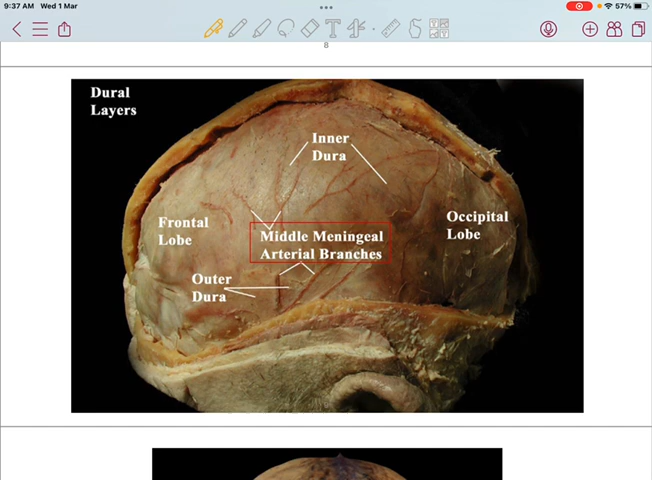 9:37 AM Wed 1 Mar
57%
8
Dural
Layers
Inner
Dura
Frontal
Lobe
Occipital
Lobe
Middle Meningeal
Arterial Branches
Outer
Dura